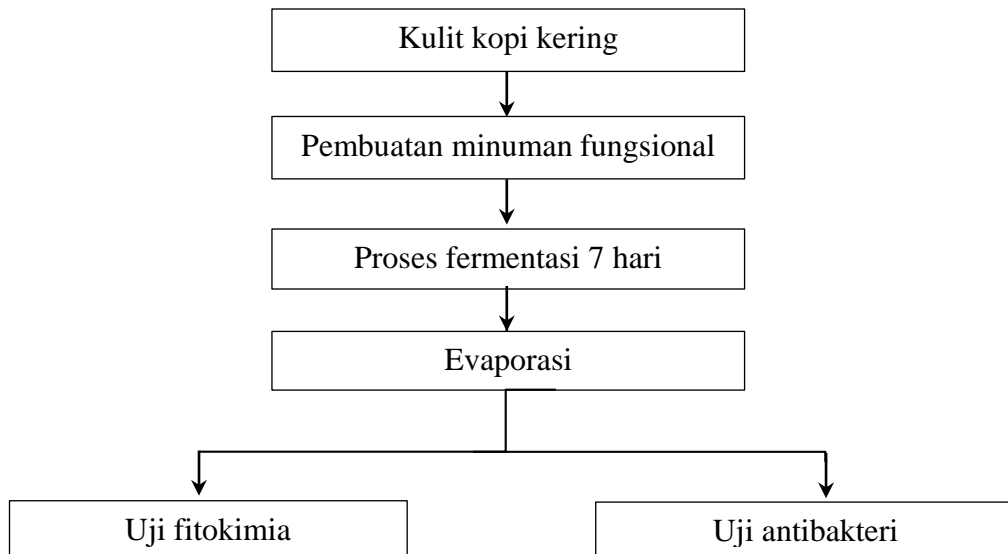 Kulit kopi kering
Pembuatan minuman fungsional
Proses fermentasi 7 hari
Evaporasi
Uji fitokimia
Uji antibakteri